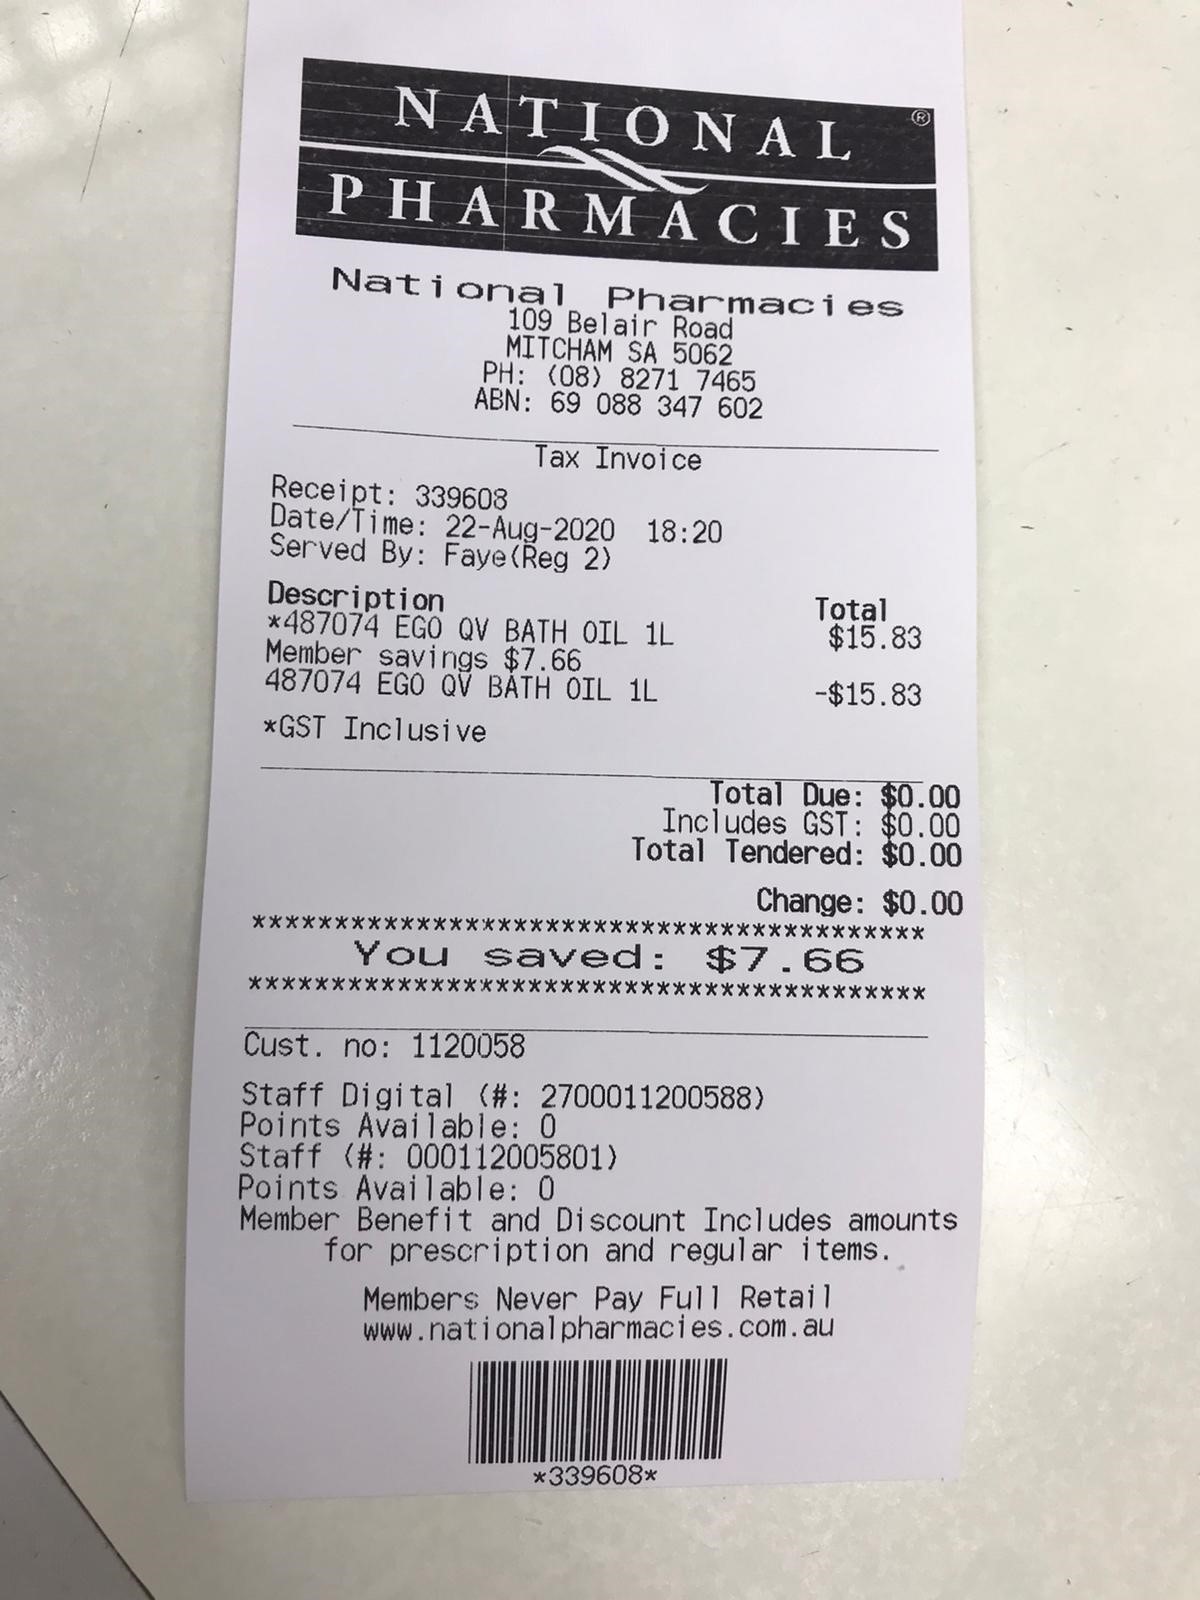 NATIONAL ®
PHARMACIES
National Pharmacies
109 Belair Road
MITCHAM SA 5062
PH: (08) 8271 7465
ABN: 69 088 347 602
Tax Invoice
Receipt: 339608
Date/Time: 22-Aug-2020 18:20
Served By: Faye(Reg 2)
Description Total
*487074 EGO QV BATH OIL 1L $15.83
Member savings $7.66
487074 EGO QV BATH OIL 1L -$15.83
*GST Inclusive
Total Due: $0.00
Includes GST: $0.00
Total Tendered: $0.00
Change: $0.00
*****************************************
You saved: $7.66
*****************************************
Cust. no: 1120058
Staff Digital (#: 2700011200588)
Points Available: 0
Staff (#: 000112005801)
Points Available: 0
Member Benefit and Discount Includes amounts
for prescription and regular items.
Members Never Pay Full Retail
www.nationalpharmacies.com.au
*339608*